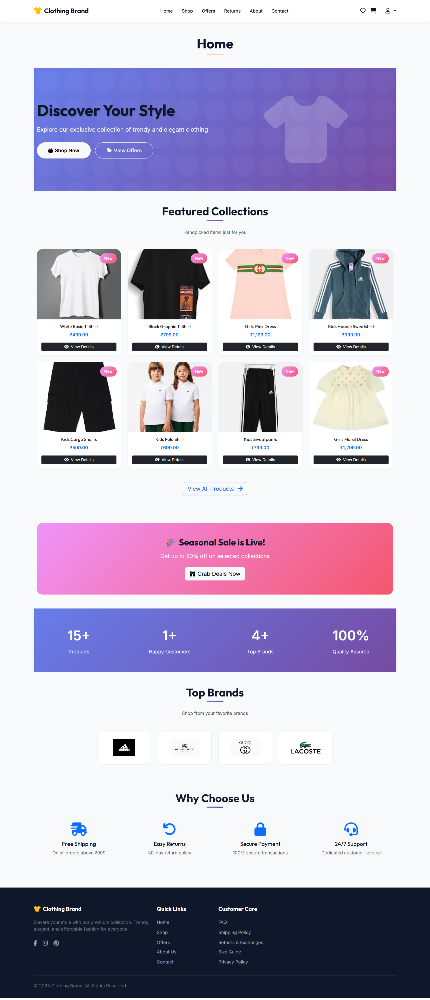 Clothing Brand
Home Shop Offers Returns About Contact
Home
Discover Your Style
Explore our exclusive collection of trendy and elegant clothing
Shop Now View Offers
Featured Collections
Handpicked items just for you
New New New New
WORLDWIDE
adidas
White Basic T-Shirt Black Graphic T-Shirt Girls Pink Dress Kids Hoodie Sweatshirt
₹499.00 ₹799.00 ₹1,199.00 ₹999.00
View Details View Details View Details View Details
New New New New
Kids Cargo Shorts Kids Polo Shirt Kids Sweatpants Girls Floral Dress
₹599.00 ₹699.00 ₹799.00 ₹1,299.00
View Details View Details View Details View Details
View All Products
Seasonal Sale is Live!
Get up to 50% off on selected collections
Grab Deals Now
15+ 1+ 4+ 100%
Products Happy Customers Top Brands Quality Assured
Top Brands
Shop from your favorite brands
adidas BURBERRY GUCCI LACOSTE
Why Choose Us
Free Shipping Easy Returns Secure Payment 24/7 Support
On all orders above ₹999 30-day return policy 100% secure transactions Dedicated customer service
Clothing Brand Quick Links Customer Care
Elevate your style with our premium collection. Trendy, Home FAQ
elegant, and affordable fashion for everyone. Shop Shipping Policy
Offers Returns & Exchanges
About Us Size Guide
Contact Privacy Policy
© 2025 Clothing Brand. All Rights Reserved.